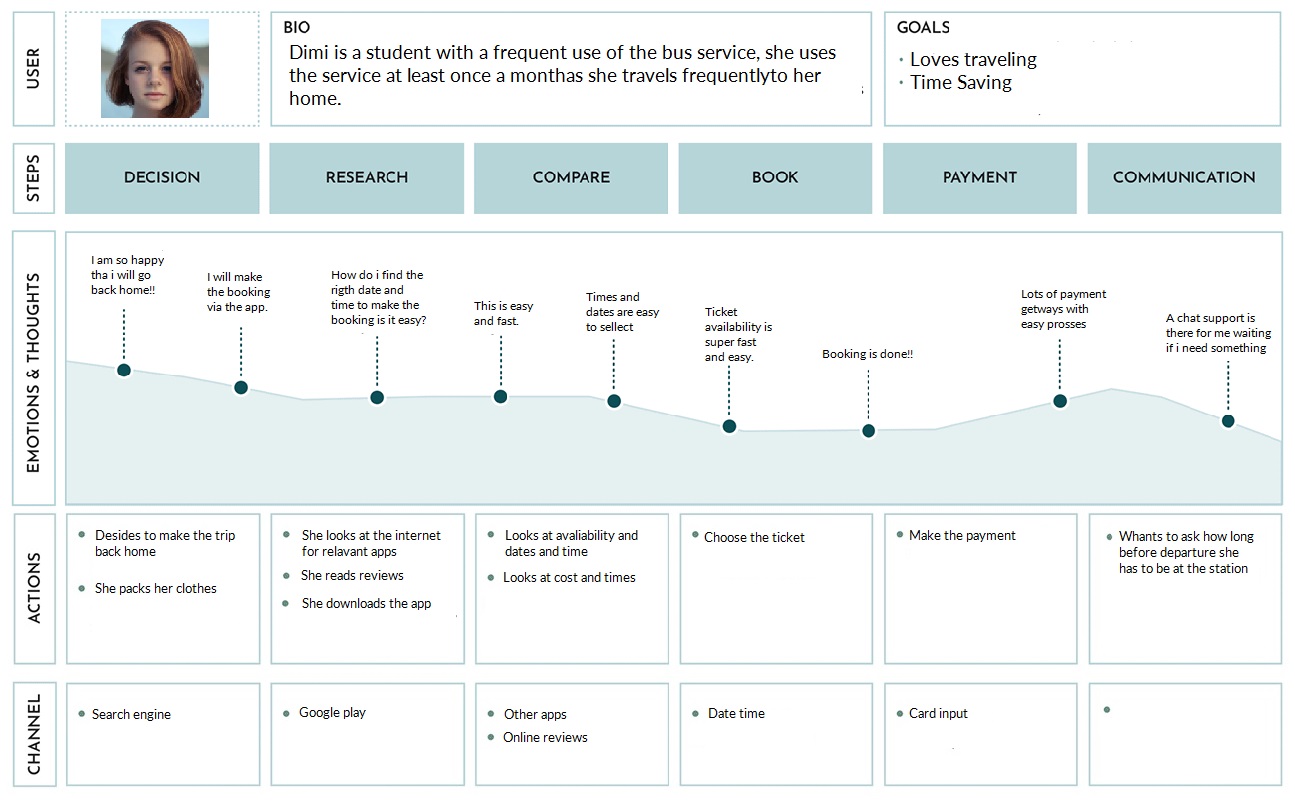 USER
BIO
Dimi is a student with a frequent use of the bus service, she uses
the service at least once a monthas she travels frequentlyto her
home.
GOALS
• Loves traveling
• Time Saving
STEPS
DECISION
RESEARCH
COMPARE
BOOK
PAYMENT
COMMUNICATION
EMOTIONS & THOUGHTS
I am so happy
tha i will go
back home!!
I will make
the booking
via the app.
How do i find the
rigth date and
time to make the
booking is it easy?
This is easy
and fast.
Times and
dates are easy
to sellect
Ticket
availability is
super fast
and easy.
Booking is done!!
Lots of payment
getways with
easy prosses
A chat support is
there for me waiting
if i need something
ACTIONS
• Desides to make the trip
back home
• She packs her clothes
• She looks at the internet
for relavant apps
• She reads reviews
• She downloads the app
• Looks at avaliability and
dates and time
• Looks at cost and times
• Choose the ticket
• Make the payment
• Whants to ask how long
before departure she
has to be at the station
CHANNEL
• Search engine
• Google play
• Other apps
• Online reviews
• Date time
• Card input
•